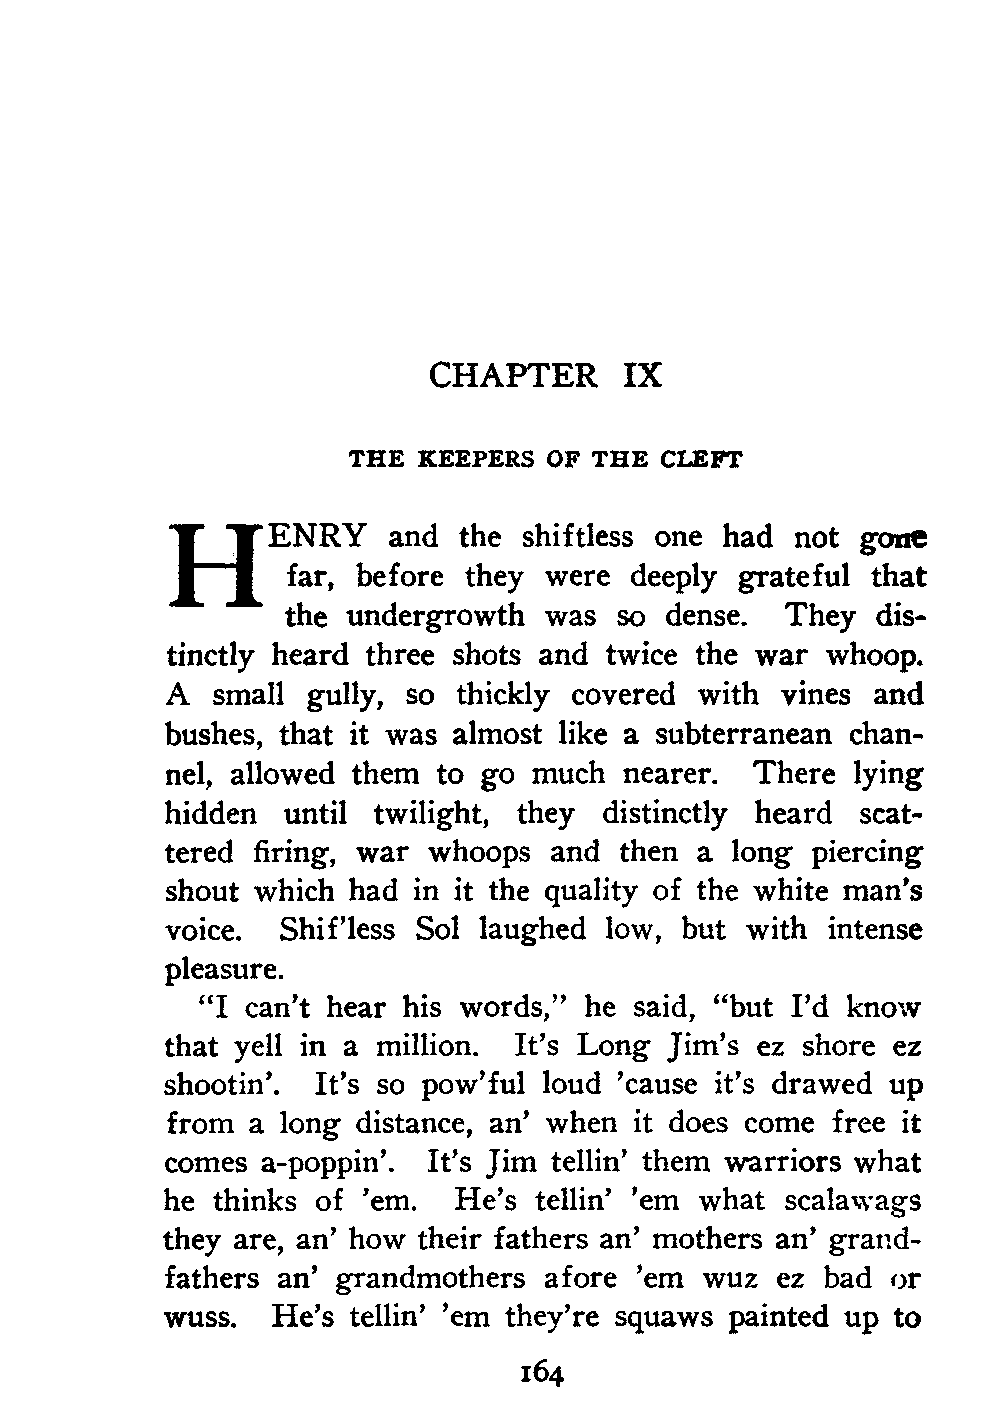 CHAPTER IX
THE KEEPERS OF THE CLEFT
HENRY and the shiftless one had not gone
far, before they were deeply grateful that
the undergrowth was so dense. They dis-
tinctly heard three shots and twice the war whoop.
A small gully, so thickly covered with vines and
bushes, that it was almost like a subterranean chan-
nel, allowed them to go much nearer. There lying
hidden until twilight, they distinctly heard scat-
tered firing, war whoops and then a long piercing
shout which had in it the quality of the white man's
voice. Shif'less Sol laughed low, but with intense
pleasure.
"I can't hear his words," he said, "but I'd know
that yell in a million. It's Long Jim's ez shore ez
shootin'. It's so pow'ful loud 'cause it's drawed up
from a long distance, an' when it does come free it
comes a-poppin'. It's Jim tellin' them warriors what
he thinks of 'em. He's tellin' 'em what scalawags
they are, an' how their fathers an' mothers an' grand-
fathers an' grandmothers afore 'em wuz ez bad or
wuss. He's tellin' 'em they're squaws painted up to
164